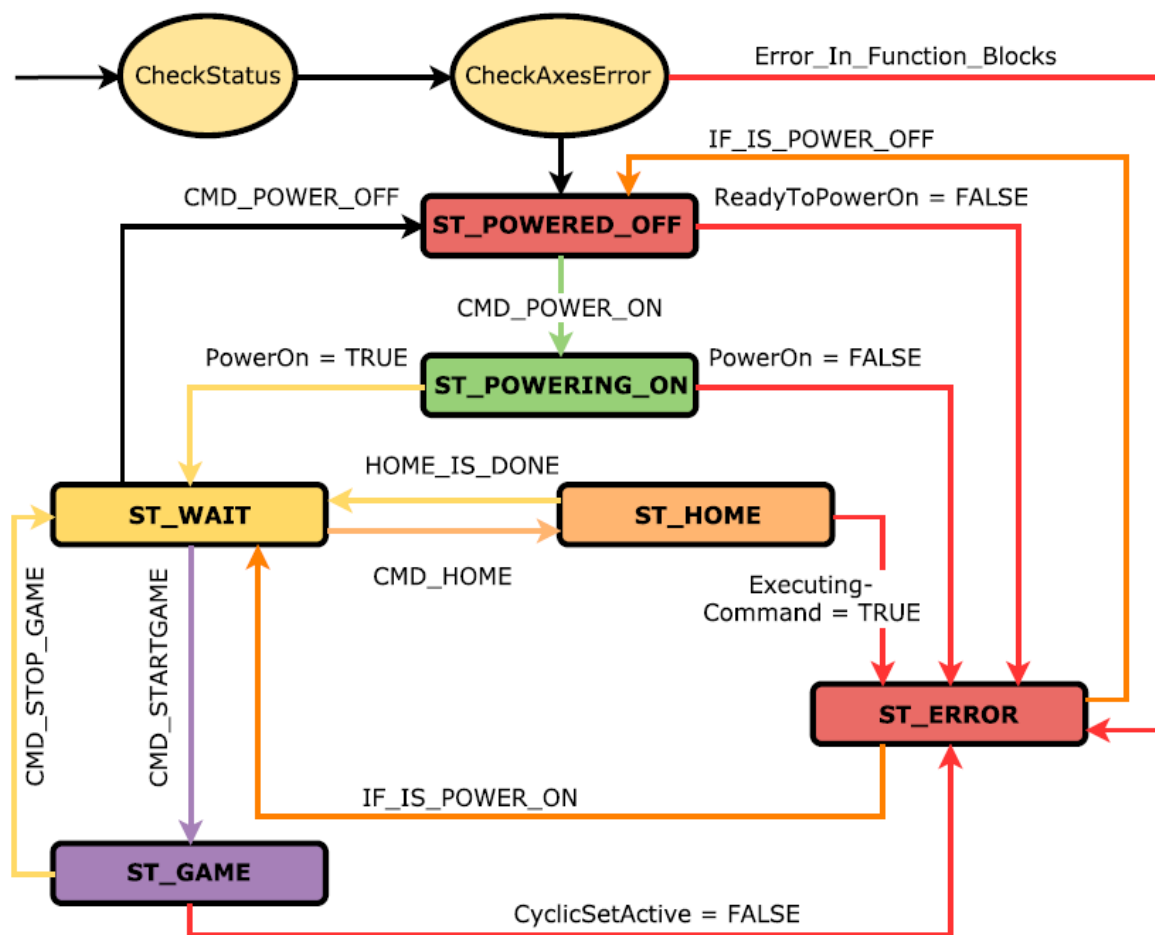 Error_In_Function_Blocks
CheckStatus
CheckAxesError
IF_IS_POWER_OFF
CMD_POWER_OFF
ReadyToPowerOn = FALSE
ST_POWERED_OFF
CMD_POWER_ON
PowerOn = TRUE
PowerOn = FALSE
ST_POWERING_ON
HOME_IS_DONE
ST_WAIT
ST_HOME
CMD_HOME
Executing-
Command = TRUE
CMD_STOP_GAME
CMD_STARTGAME
ST_ERROR
IF_IS_POWER_ON
ST_GAME
CyclicSetActive = FALSE